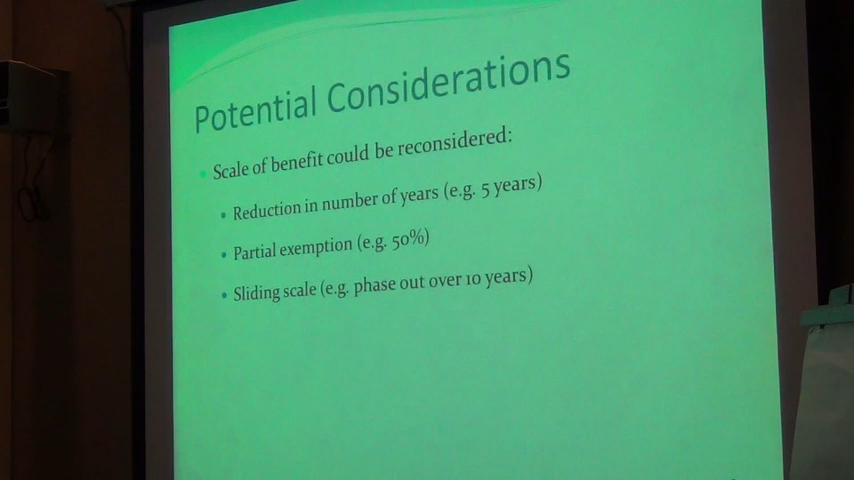 Potential Considerations
• Scale of benefit could be reconsidered:
• Reduction in number of years (e.g. 5 years)
• Partial exemption (e.g. 50%)
• Sliding scale (e.g. phase out over 10 years)